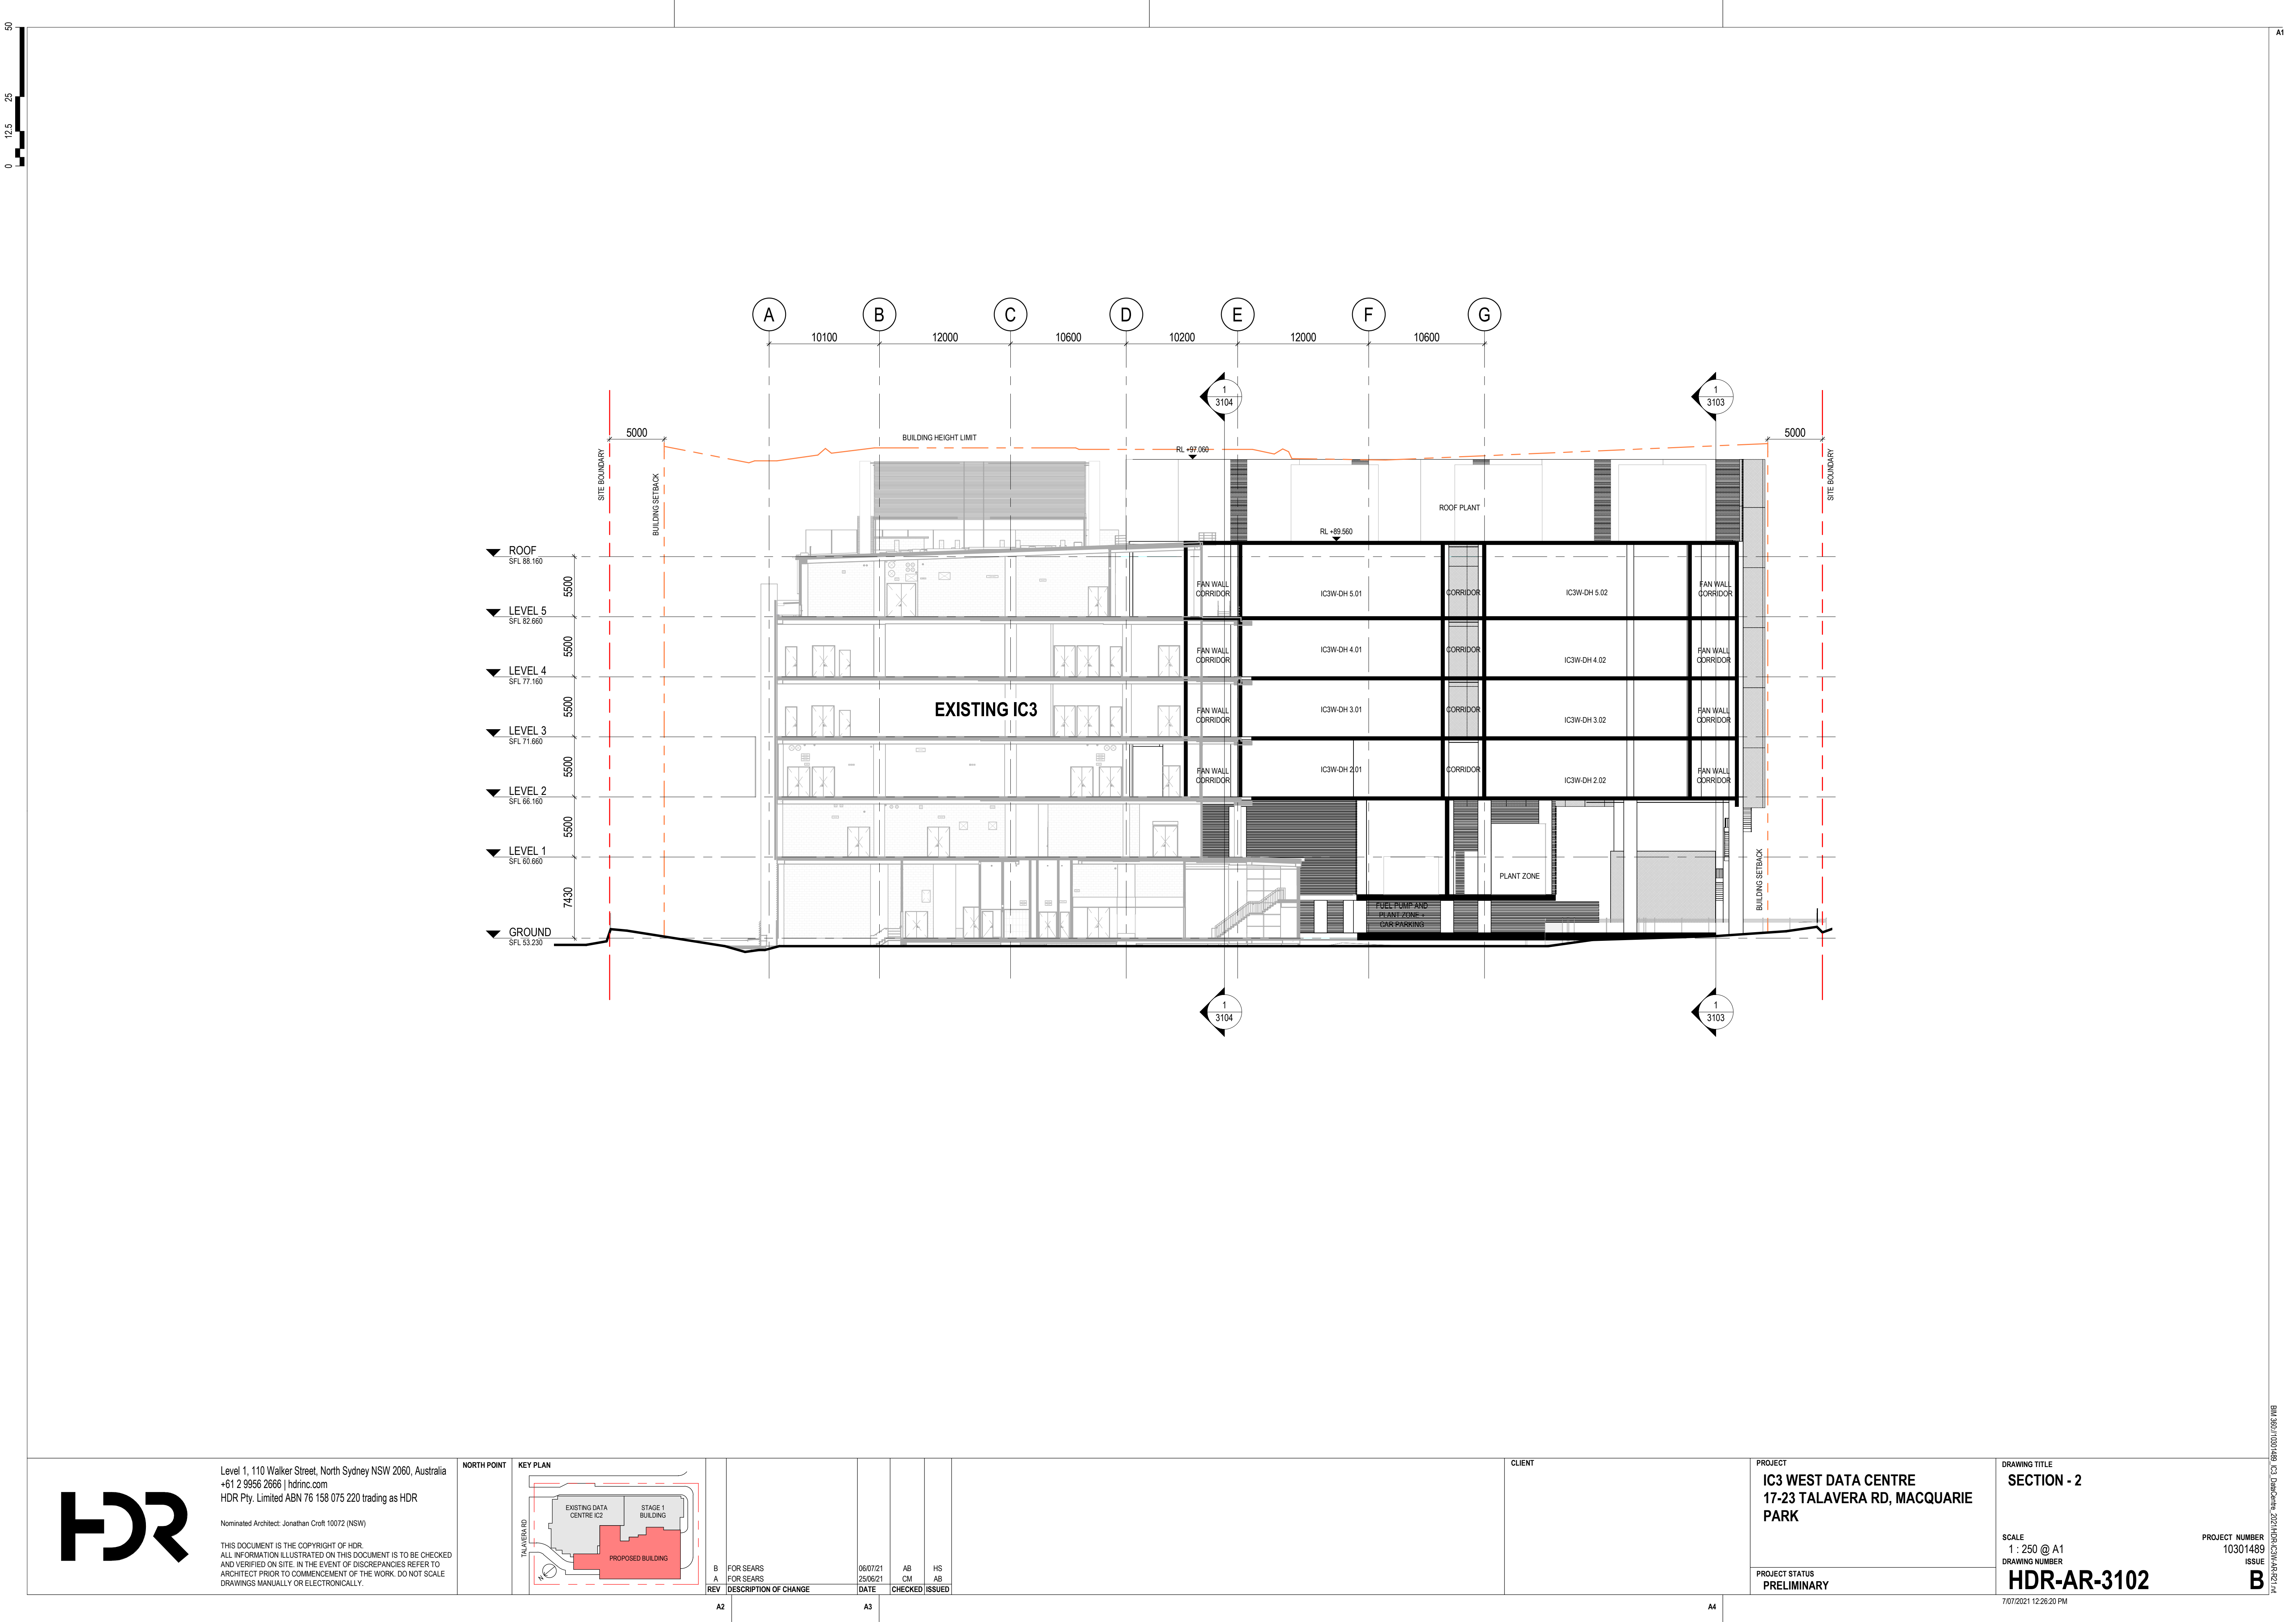 50
25
12.5
0
A1
A
B
C
D
E
F
G
10100
12000
10600
10200
12000
10600
1
3104
1
3103
5000
BUILDING HEIGHT LIMIT
5000
SITE BOUNDARY
BUILDING SETBACK
RL +97.060
SITE BOUNDARY
ROOF PLANT
RL +89.560
ROOF
SFL 88.160
5500
FAN WALL
CORRIDOR
IC3W-DH 5.01
CORRIDOR
IC3W-DH 5.02
FAN WALL
CORRIDOR
LEVEL 5
SFL 82.660
5500
FAN WALL
CORRIDOR
IC3W-DH 4.01
CORRIDOR
IC3W-DH 4.02
FAN WALL
CORRIDOR
LEVEL 4
SFL 77.160
5500
EXISTING IC3
FAN WALL
CORRIDOR
IC3W-DH 3.01
CORRIDOR
IC3W-DH 3.02
FAN WALL
CORRIDOR
LEVEL 3
SFL 71.660
5500
FAN WALL
CORRIDOR
IC3W-DH 2.01
CORRIDOR
IC3W-DH 2.02
FAN WALL
CORRIDOR
LEVEL 2
SFL 66.160
5500
LEVEL 1
SFL 60.660
7430
PLANT ZONE
BUILDING SETBACK
FUEL PUMP AND
PLANT ZONE +
CAR PARKING
GROUND
SFL 53.230
1
3104
1
3103
HDR
Level 1, 110 Walker Street, North Sydney NSW 2060, Australia
+61 2 9956 2666 | hdrinc.com
HDR Pty. Limited ABN 76 158 075 220 trading as HDR
Nominated Architect: Jonathan Croft 10072 (NSW)
THIS DOCUMENT IS THE COPYRIGHT OF HDR.
ALL INFORMATION ILLUSTRATED ON THIS DOCUMENT IS TO BE CHECKED
AND VERIFIED ON SITE. IN THE EVENT OF DISCREPANCIES REFER TO
ARCHITECT PRIOR TO COMMENCEMENT OF THE WORK. DO NOT SCALE
DRAWINGS MANUALLY OR ELECTRONICALLY.
NORTH POINT
KEY PLAN
EXISTING DATA
CENTRE IC2
STAGE 1
BUILDING
PROPOSED BUILDING
TALAVERA RD
N
B FOR SEARS 06/07/21 AB HS
A FOR SEARS 25/06/21 CM AB
REV DESCRIPTION OF CHANGE DATE CHECKED ISSUED
CLIENT
PROJECT
IC3 WEST DATA CENTRE
17-23 TALAVERA RD, MACQUARIE
PARK
PROJECT STATUS
PRELIMINARY
DRAWING TITLE
SECTION - 2
SCALE
1 : 250 @ A1
PROJECT NUMBER
10301489
DRAWING NUMBER
HDR-AR-3102
ISSUE
B
7/07/2021 12:26:20 PM
BIM 360://10301489_IC3_DataCentre_2021/HDR-IC3W-AR-R21.rvt
A2
A3
A4